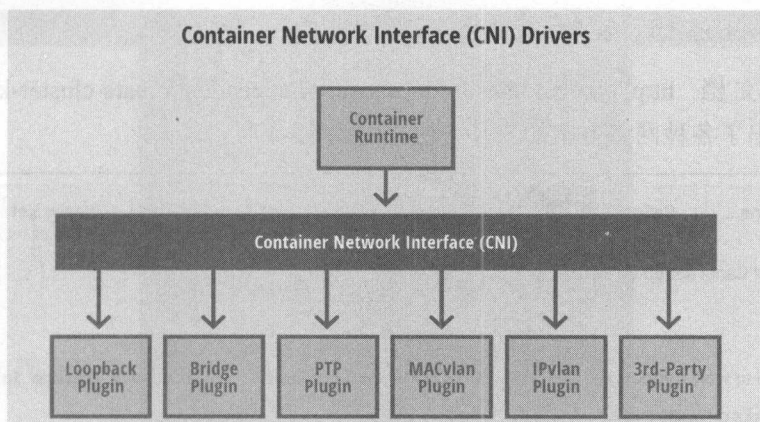 Container Network Interface (CNI) Drivers
Container
Runtime
Container Network Interface (CNI)
Loopback
Plugin
Bridge
Plugin
PTP
Plugin
MACvlan
Plugin
IPvlan
Plugin
3rd-Party
Plugin